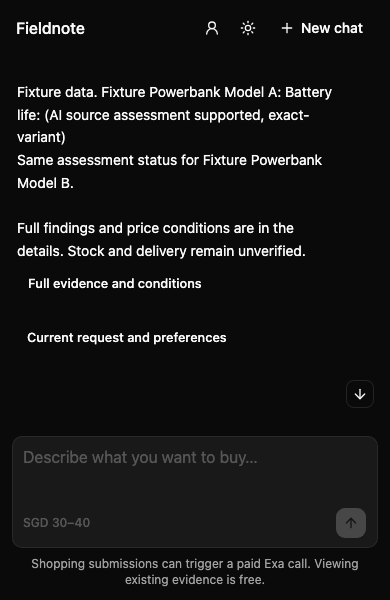 Fieldnote
New chat
Fixture data. Fixture Powerbank Model A: Battery
life: (AI source assessment supported, exact-
variant)
Same assessment status for Fixture Powerbank
Model B.
Full findings and price conditions are in the
details. Stock and delivery remain unverified.
Full evidence and conditions
Current request and preferences
Describe what you want to buy...
SGD 30–40
Shopping submissions can trigger a paid Exa call. Viewing
existing evidence is free.